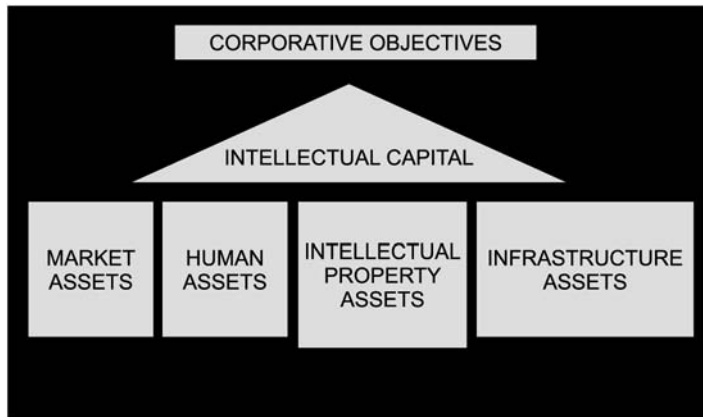 CORPORATIVE OBJECTIVES
INTELLECTUAL CAPITAL
MARKET
ASSETS
HUMAN
ASSETS
INTELLECTUAL
PROPERTY
ASSETS
INFRASTRUCTURE
ASSETS